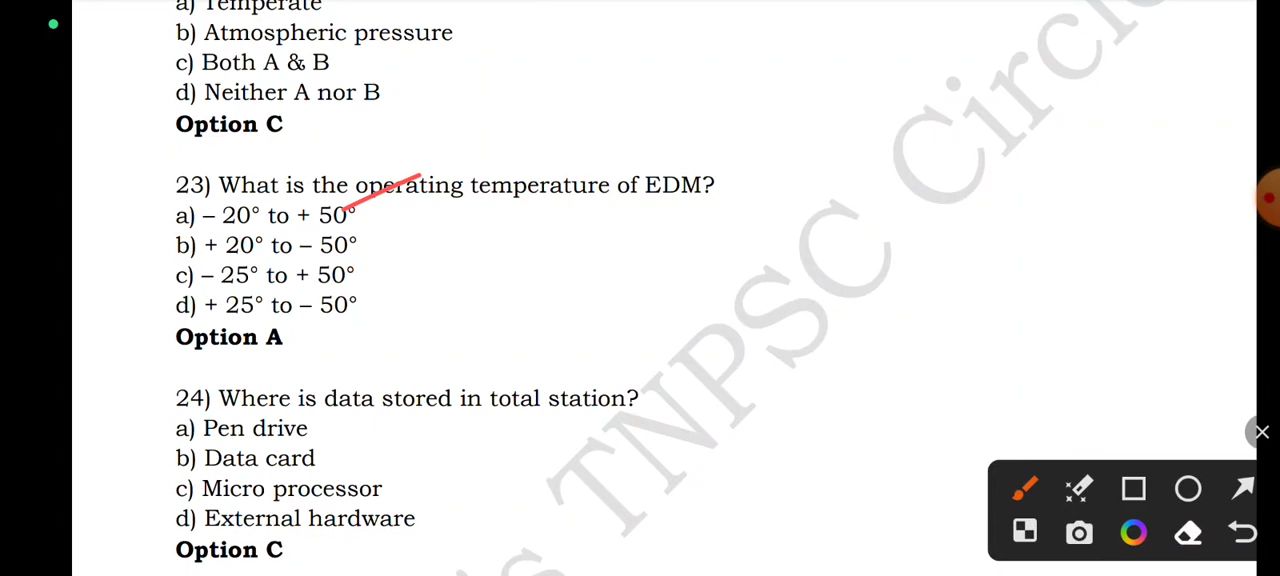 a) Temperate
b) Atmospheric pressure
c) Both A & B
d) Neither A nor B
Option C
23) What is the operating temperature of EDM?
a) – 20° to + 50°
b) + 20° to – 50°
c) – 25° to + 50°
d) + 25° to – 50°
Option A
24) Where is data stored in total station?
a) Pen drive
b) Data card
c) Micro processor
d) External hardware
Option C
TNPSC Circle